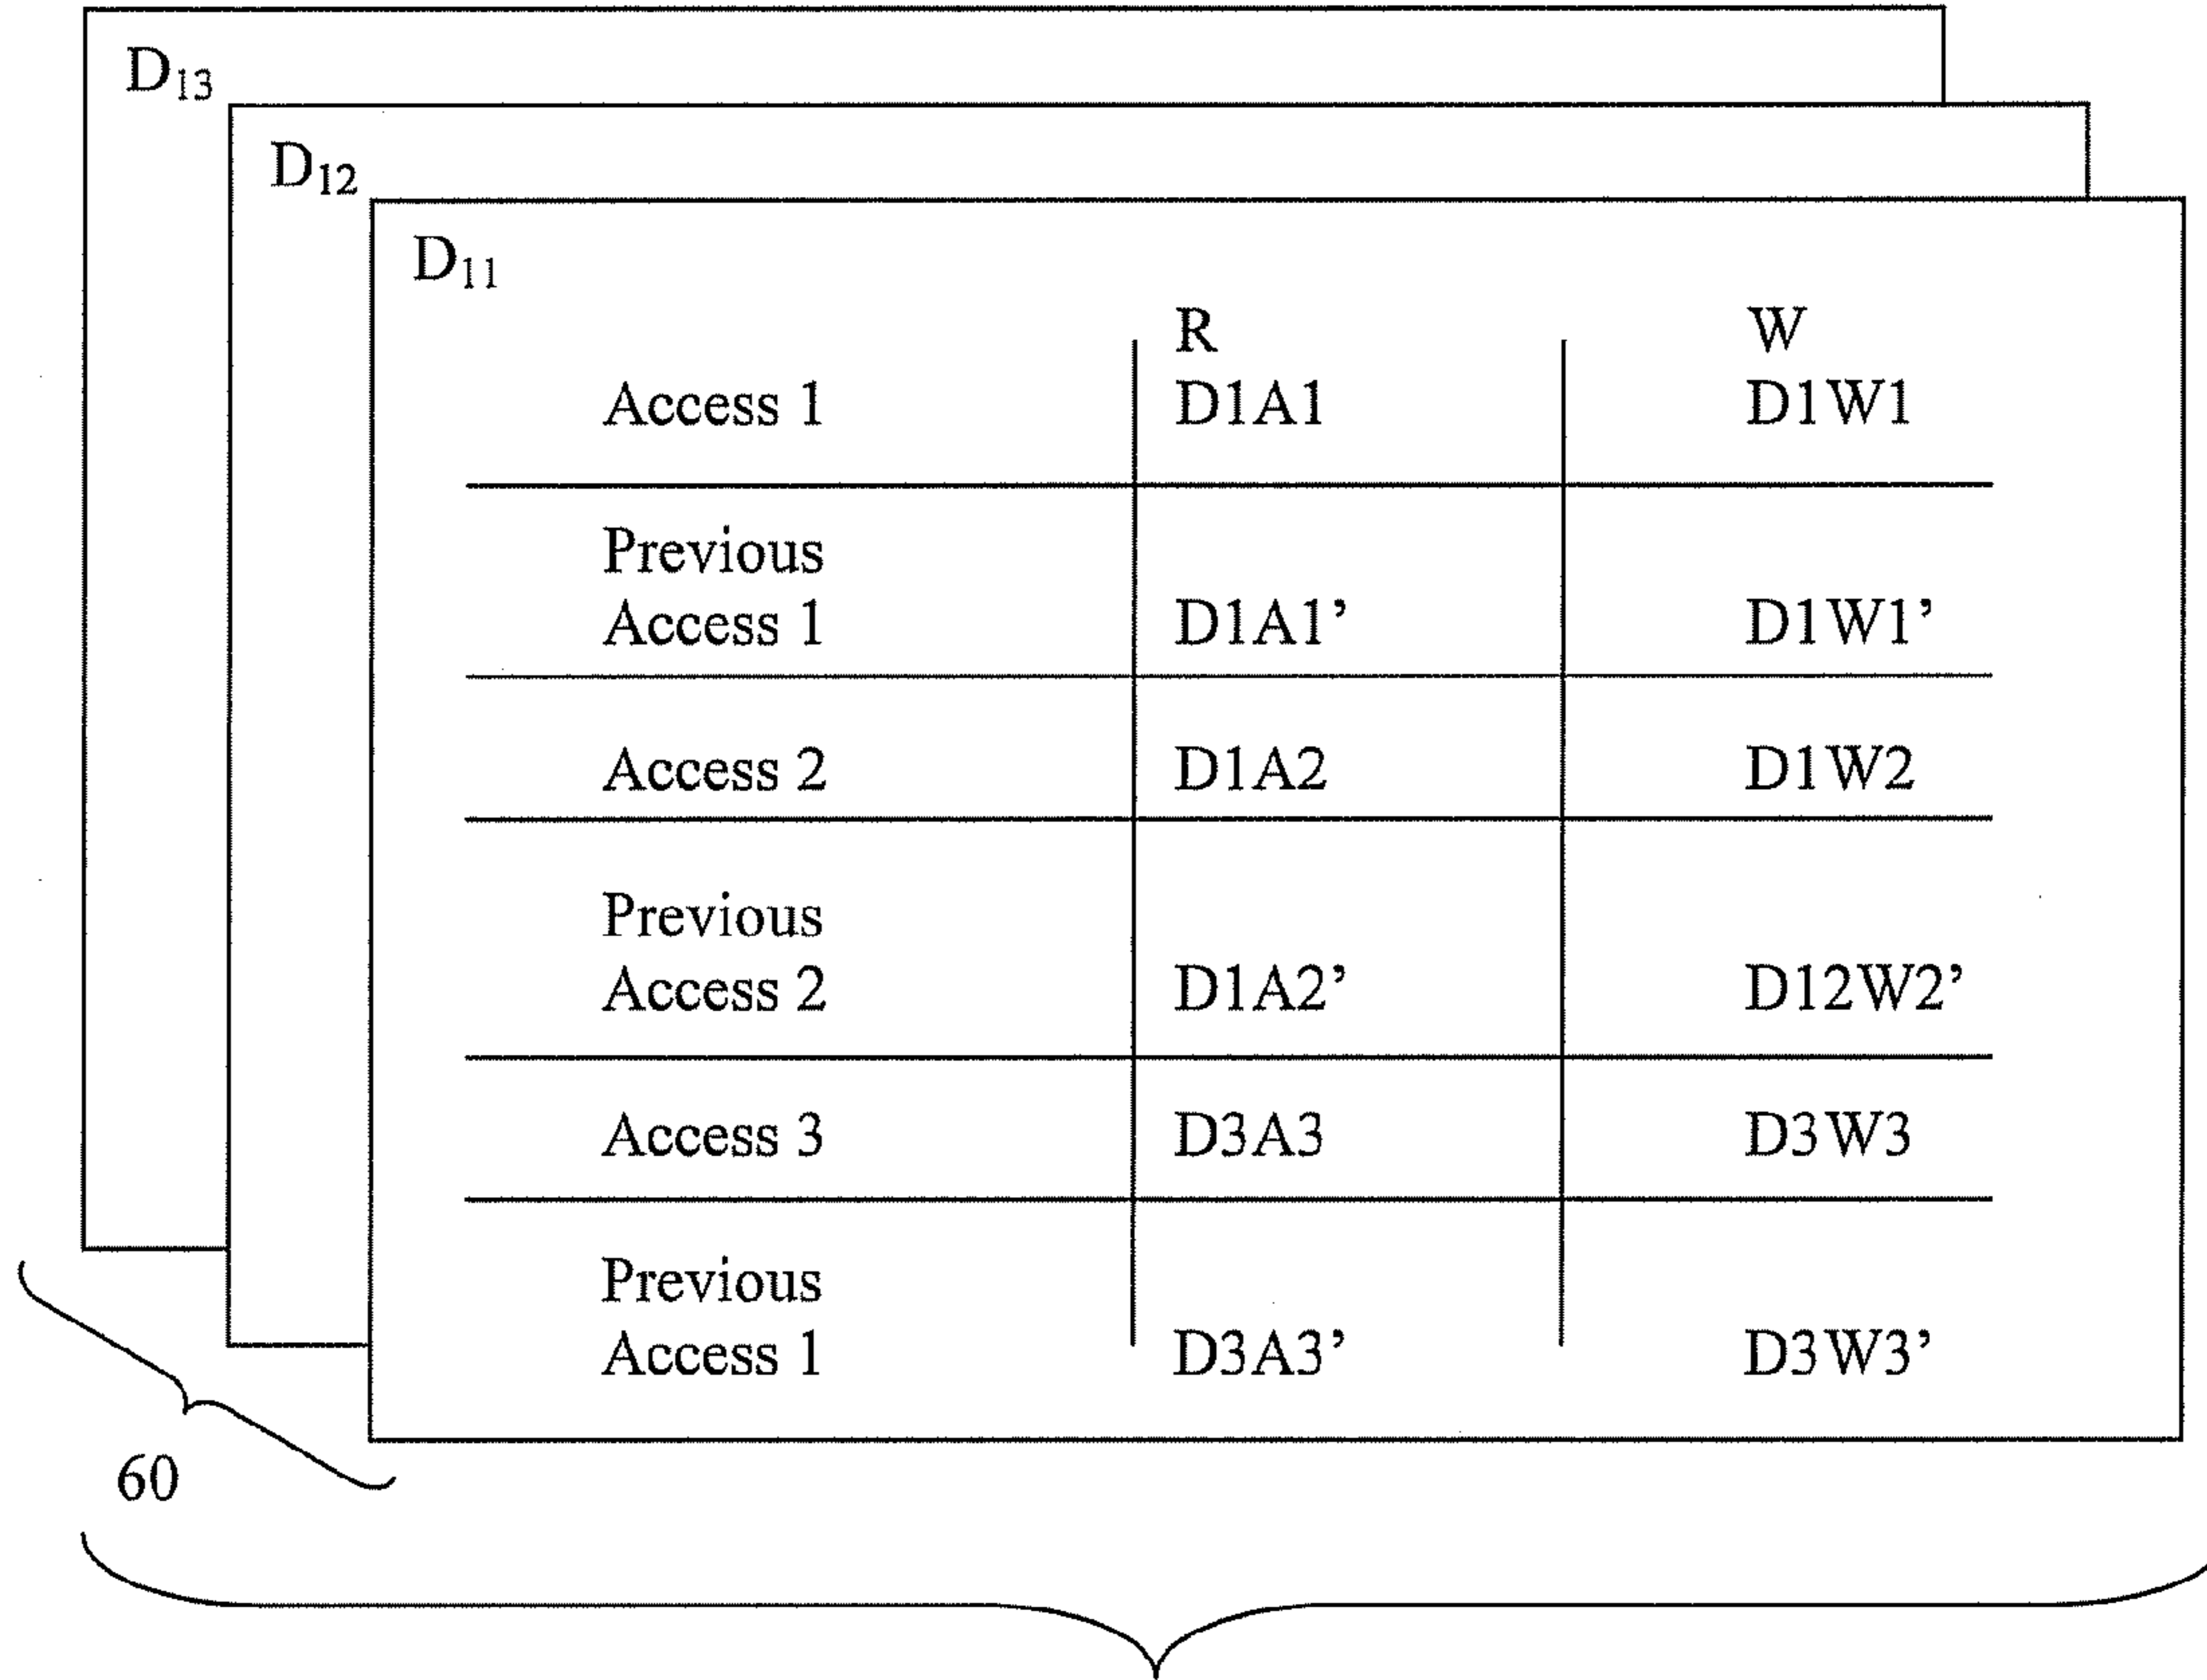 D13
D12
D11
R W
Access 1 D1A1 D1W1
Previous
Access 1 D1A1’ D1W1’
Access 2 D1A2 D1W2
Previous
Access 2 D1A2’ D12W2’
Access 3 D3A3 D3W3
Previous
Access 1 D3A3’ D3W3’
60